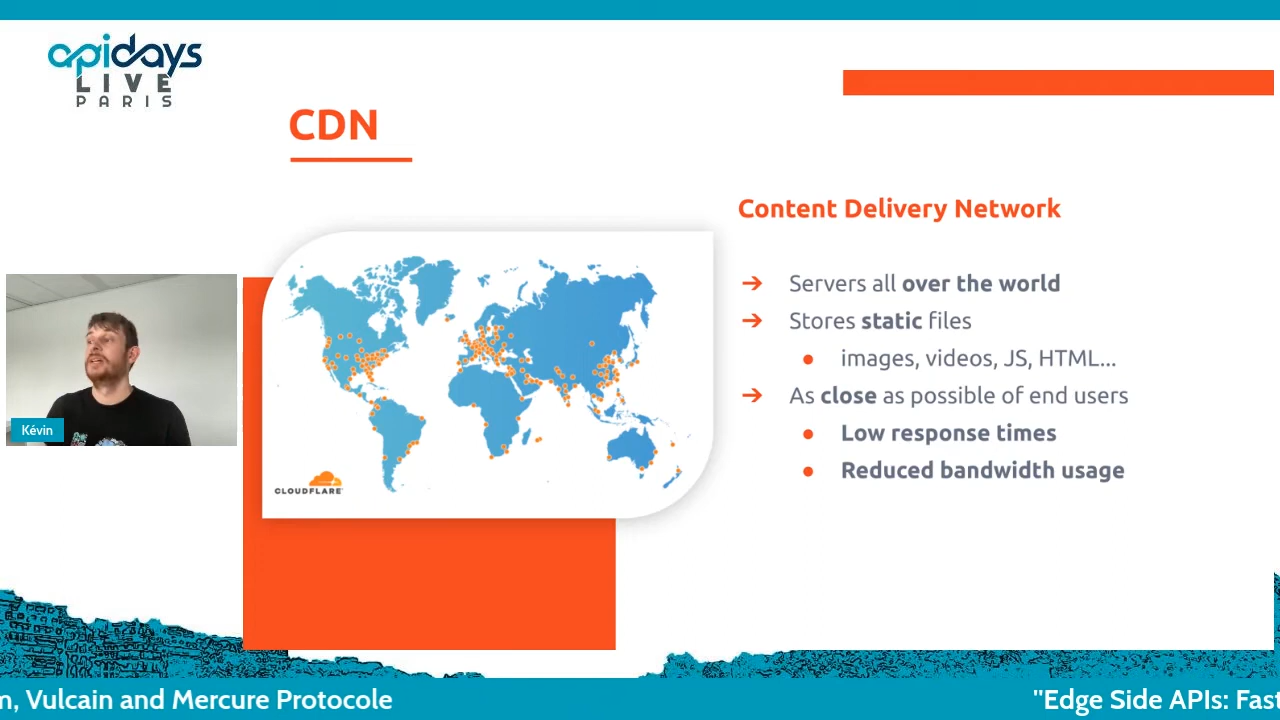 apidays
LIVE
PARIS
CDN
Content Delivery Network
Servers all over the world
Stores static files
images, videos, JS, HTML...
As close as possible of end users
Low response times
Reduced bandwidth usage
Kévin
CLOUDFLARE
m, Vulcain and Mercure Protocole
"Edge Side APIs: Fast